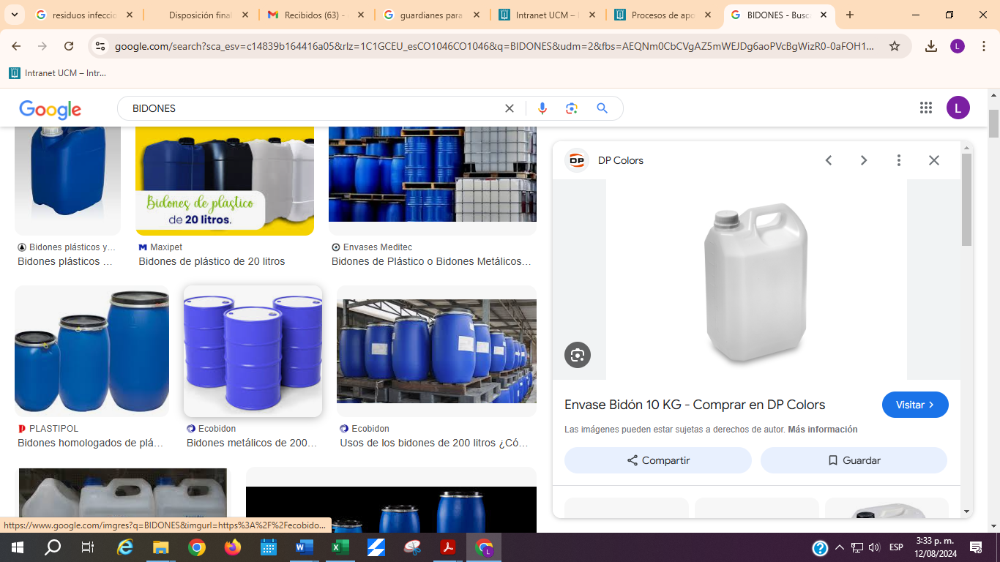 residuos infeccio
Disposición final
Recibidos (63) -
guardianes para
Intranet UCM –
Procesos de apo
BIDONES - Busc
google.com/search?sca_esv=c14839b164416a05&rlz=1C1GCEU_esCO1046CO1046&q=BIDONES&udm=2&fbs=AEQNm0CbCVgAZ5mWEJDg6aoPVcBgWizR0-0aFOH1...
L
Intranet UCM – Intr...
Google
BIDONES
L
Bidones de plástico
de 20 litros.
Bidones plásticos y...
Bidones plásticos ...
Maxipet
Bidones de plástico de 20 litros
Envases Meditec
Bidones de Plástico o Bidones Metálicos...
PLASTIPOL
Bidones homologados de plá...
Ecobidon
Bidones metálicos de 200...
Ecobidon
Usos de los bidones de 200 litros ¿Có...
DP
DP Colors
Envase Bidón 10 KG - Comprar en DP Colors
Visitar
Las imágenes pueden estar sujetas a derechos de autor. Más información
Compartir
Guardar
https://www.google.com/imgres?q=BIDONES&imgurl=https%3A%2F%2Fecobido...
ESP
3:33 p. m.
12/08/2024